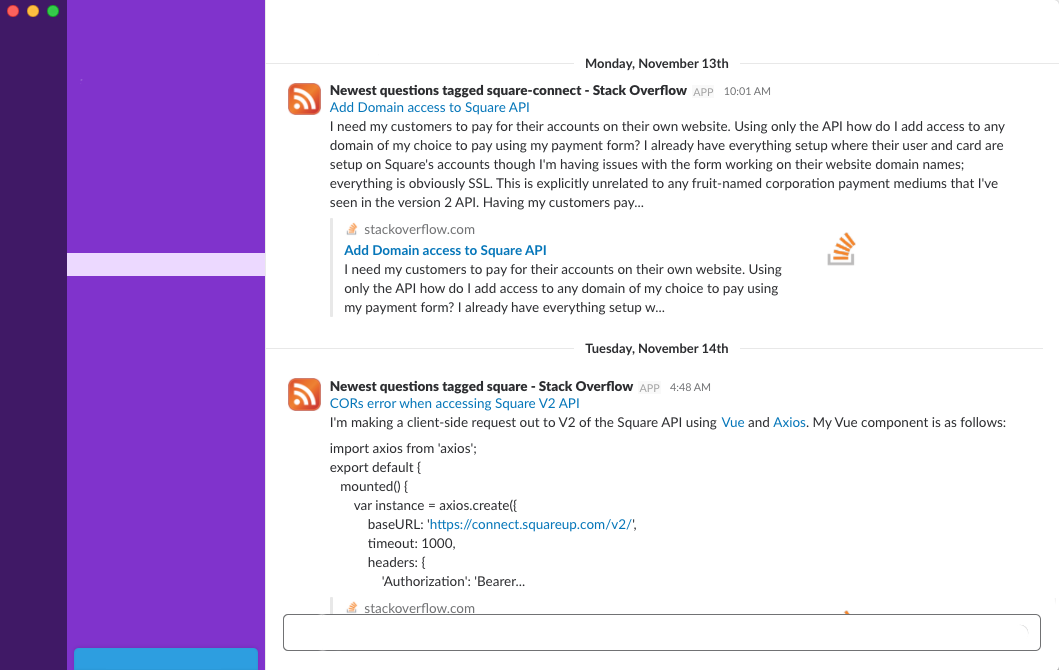 Monday, November 13th
Newest questions tagged square-connect - Stack Overflow APP 10:01 AM
Add Domain access to Square API
I need my customers to pay for their accounts on their own website. Using only the API how do I add access to any
domain of my choice to pay using my payment form? I already have everything setup where their user and card are
setup on Square's accounts though I'm having issues with the form working on their website domain names;
everything is obviously SSL. This is explicitly unrelated to any fruit-named corporation payment mediums that I've
seen in the version 2 API. Having my customers pay...
stackoverflow.com
Add Domain access to Square API
I need my customers to pay for their accounts on their own website. Using
only the API how do I add access to any domain of my choice to pay using
my payment form? I already have everything setup w...
Tuesday, November 14th
Newest questions tagged square - Stack Overflow APP 4:48 AM
CORs error when accessing Square V2 API
I'm making a client-side request out to V2 of the Square API using Vue and Axios. My Vue component is as follows:
import axios from 'axios';
export default {
mounted() {
var instance = axios.create({
baseURL: 'https://connect.squareup.com/v2/',
timeout: 1000,
headers: {
'Authorization': 'Bearer...
stackoverflow.com